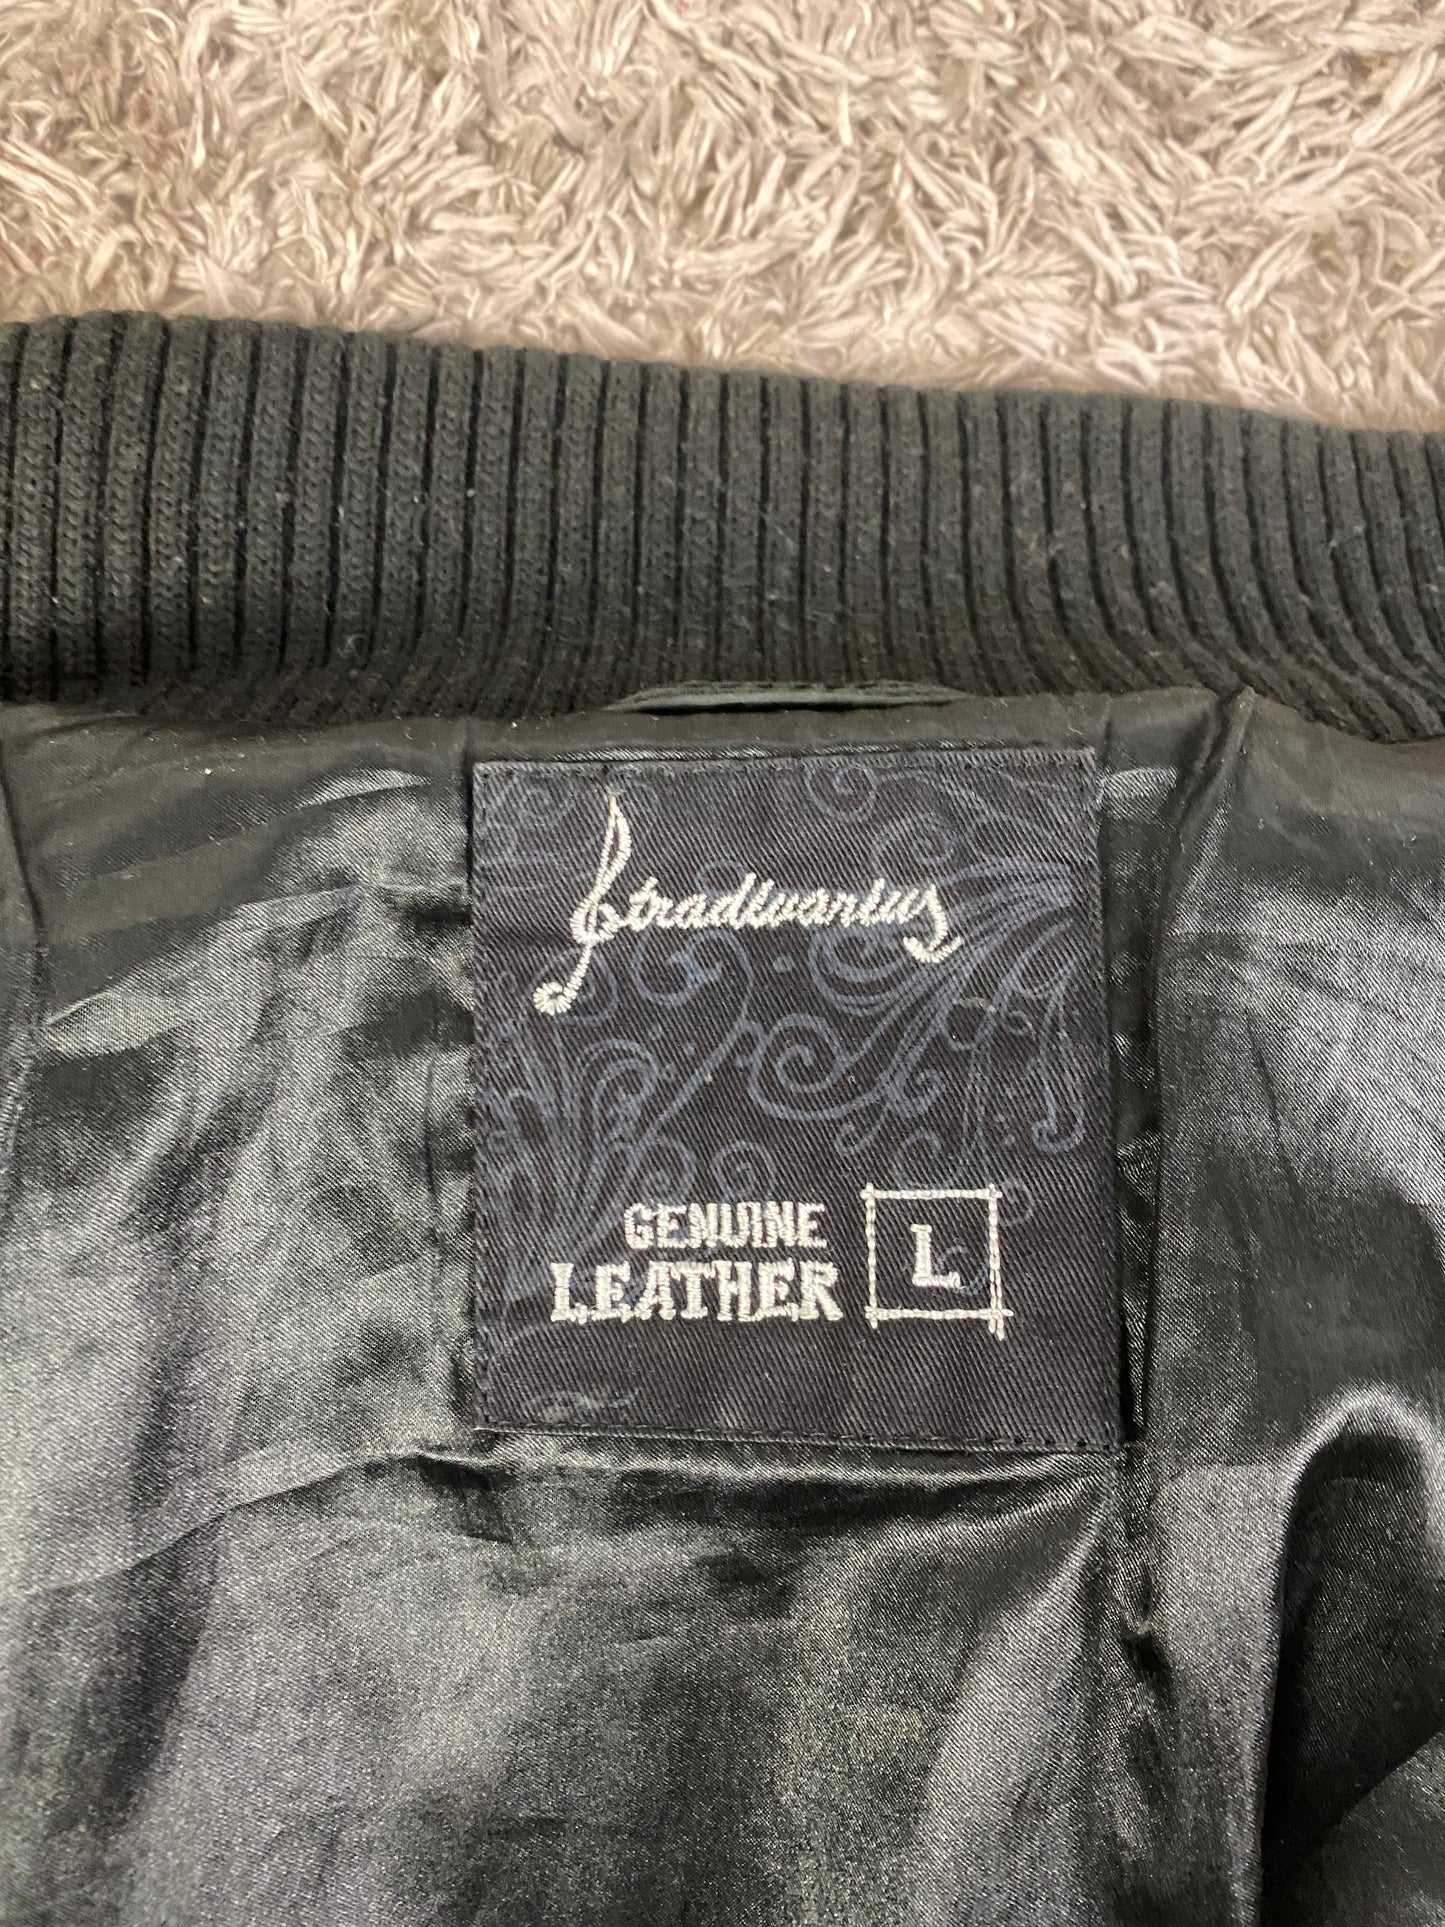 Stradivarius
GENUINE
LEATHER
L